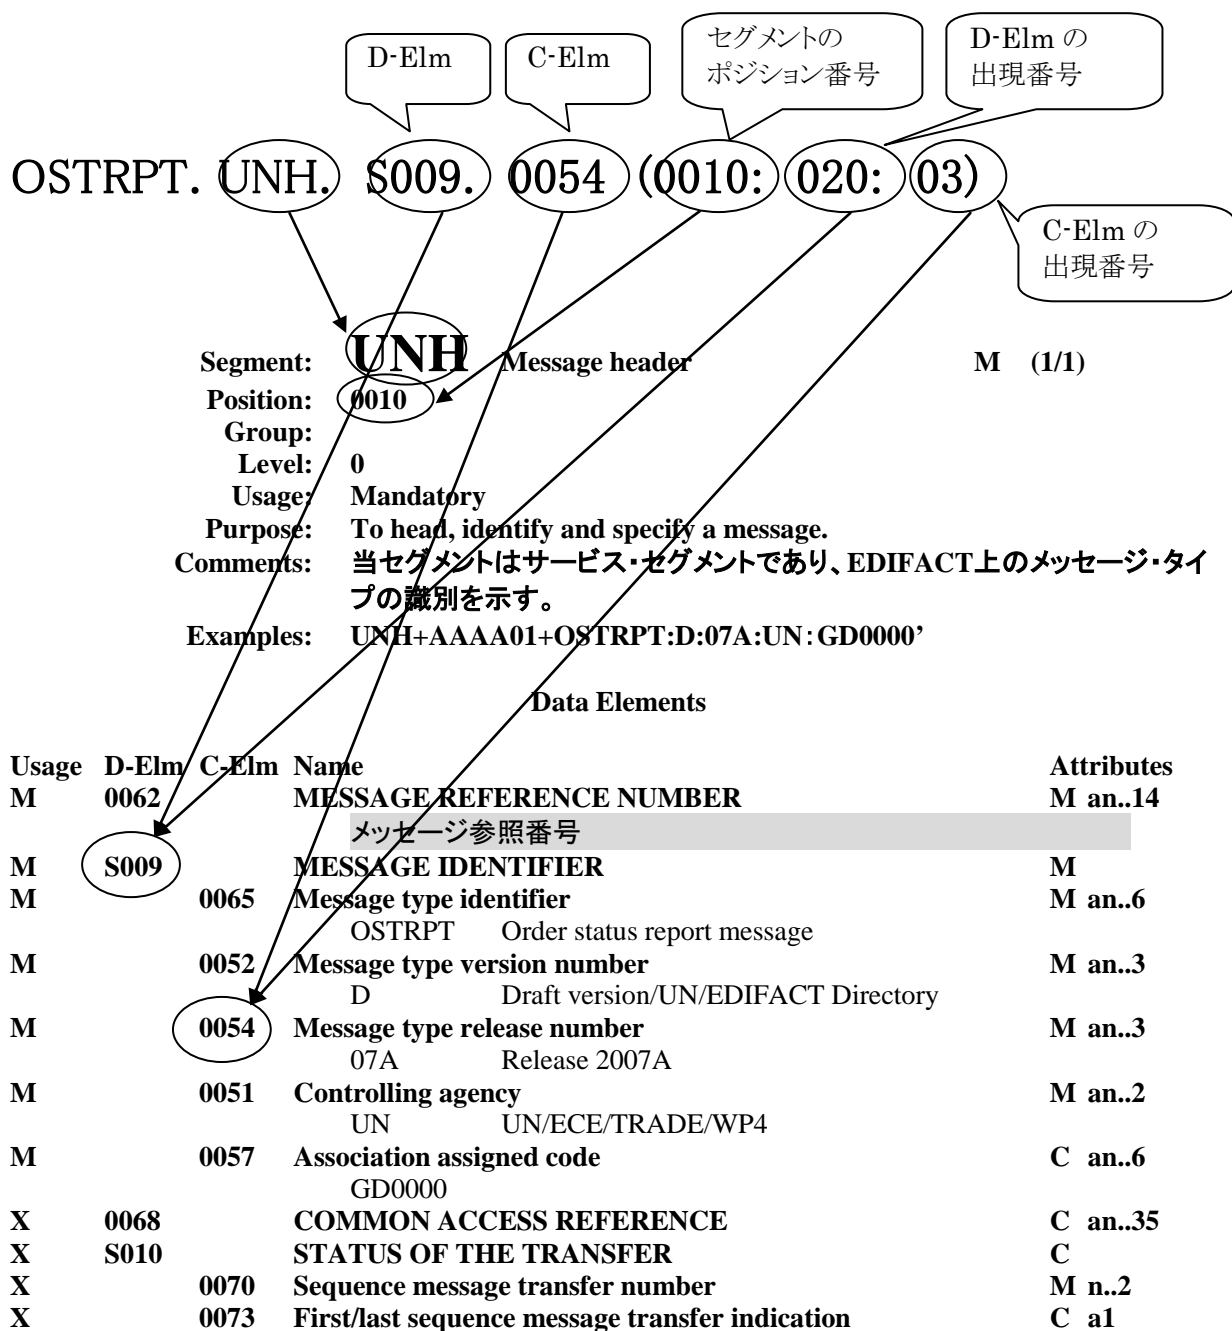 D-Elm
C-Elm
セグメントの
ポジション番号
D-Elm の
出現番号
OSTRPT. UNH. S009. 0054 (0010: 020: 03)
C-Elm の
出現番号
Segment: UNH Message header M (1/1)
Position: 0010
Group:
Level: 0
Usage: Mandatory
Purpose: To head, identify and specify a message.
Comments: 当セグメントはサービス・セグメントであり、EDIFACT上のメッセージ・タイ
プの識別を示す。
Examples: UNH+AAAA01+OSTRPT:D:07A:UN：GD0000’
Data Elements
Usage D-Elm C-Elm Name Attributes
M 0062 MESSAGE REFERENCE NUMBER M an..14
メッセージ参照番号
M S009 MESSAGE IDENTIFIER M
M 0065 Message type identifier M an..6
OSTRPT Order status report message
M 0052 Message type version number M an..3
D Draft version/UN/EDIFACT Directory
M 0054 Message type release number M an..3
07A Release 2007A
M 0051 Controlling agency M an..2
UN UN/ECE/TRADE/WP4
M 0057 Association assigned code C an..6
GD0000
X 0068 COMMON ACCESS REFERENCE C an..35
X S010 STATUS OF THE TRANSFER C
X 0070 Sequence message transfer number M n..2
X 0073 First/last sequence message transfer indication C a1